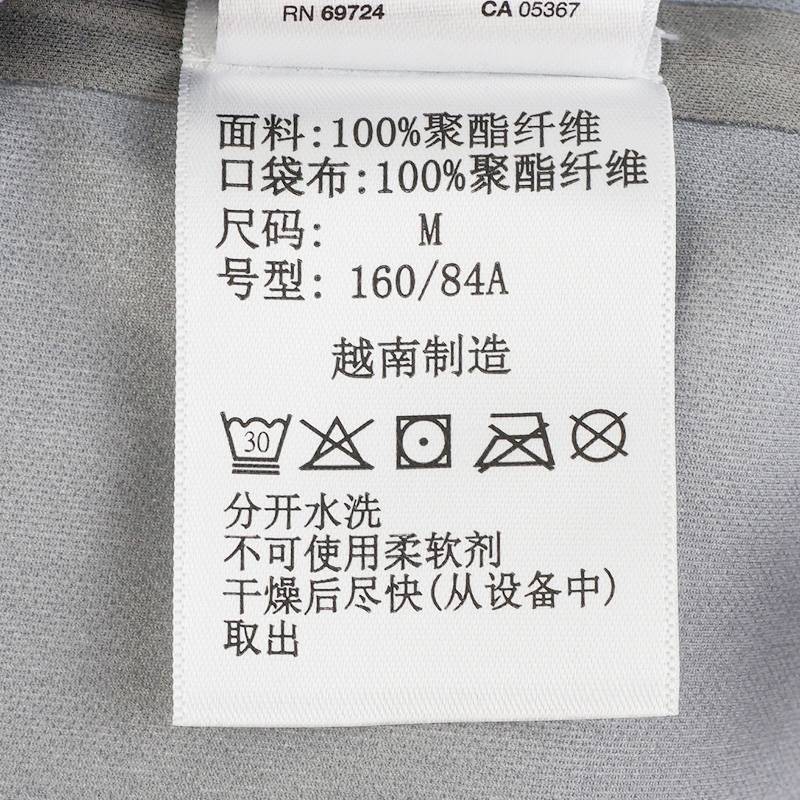 RN 69724 CA 05367
面料:100%聚酯纤维
口袋布:100%聚酯纤维
尺码: M
号型: 160/84A
越南制造
30
分开水洗
不可使用柔软剂
干燥后尽快(从设备中)
取出